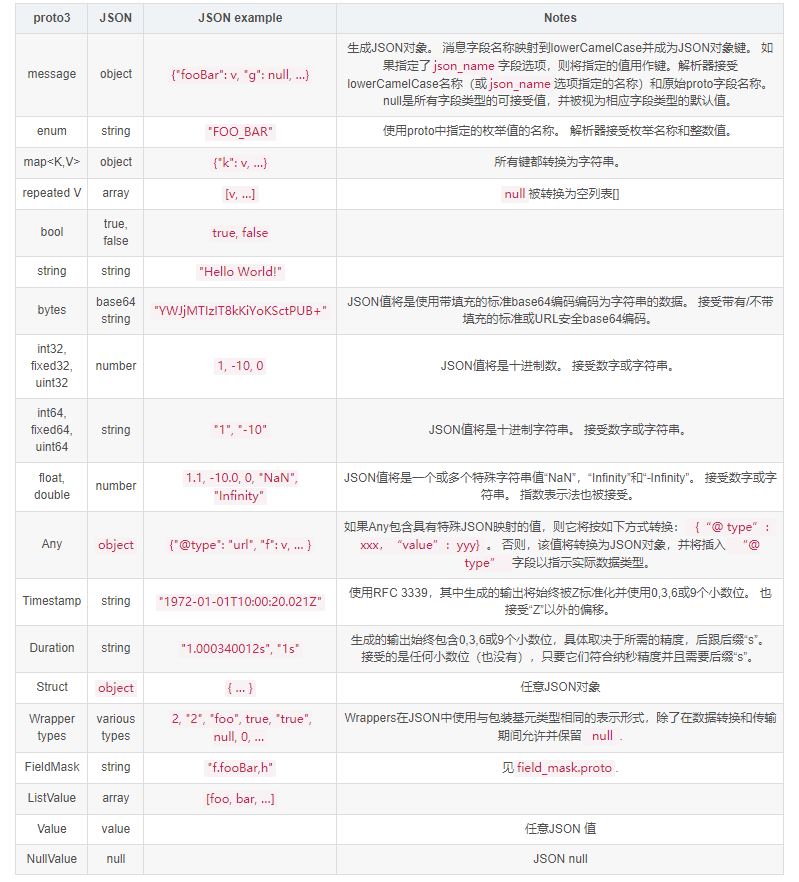 proto3 JSON JSON example Notes
message object {"fooBar": v, "g": null, …} 生成JSON对象。 消息字段名称映射到lowerCamelCase并成为JSON对象键。 如
果指定了 json_name 字段选项，则将指定的值用作键。解析器接受
lowerCamelCase名称（或 json_name 选项指定的名称）和原始proto字段名称。
null是所有字段类型的可接受值，并被视为相应字段类型的默认值。
enum string "FOO_BAR" 使用proto中指定的枚举值的名称。 解析器接受枚举名称和整数值。
map<K,V> object {"k": v, …} 所有键都转换为字符串。
repeated V array [v, …] null 被转换为空列表[]
bool true,
false true, false
string string "Hello World!"
bytes base64
string "YWJjMTIzIT8kKiYoKSctPUB+" JSON值将是使用带填充的标准base64编码编码为字符串的数据。 接受带有/不带
填充的标准或URL安全base64编码。
int32,
fixed32,
uint32 number 1, -10, 0 JSON值将是十进制数。 接受数字或字符串。
int64,
fixed64,
uint64 string "1", "-10" JSON值将是十进制字符串。 接受数字或字符串。
float,
double number 1.1, -10.0, 0, "NaN",
"Infinity" JSON值将是一个或多个特殊字符串值“NaN”，“Infinity”和“-Infinity”。 接受数字或字
符串。 指数表示法也被接受。
Any object {"@type": "url", "f": v, … } 如果Any包含具有特殊JSON映射的值，则它将按如下方式转换： {“@ type”：
xxx，“value”：yyy} 。 否则，该值将转换为JSON对象，并将插入 “@
type” 字段以指示实际数据类型。
Timestamp string "1972-01-01T10:00:20.021Z" 使用RFC 3339，其中生成的输出将始终被Z标准化并使用0,3,6或9个小数位。 也
接受“Z”以外的偏移。
Duration string "1.000340012s", "1s" 生成的输出始终包含0,3,6或9个小数位，具体取决于所需的精度，后跟后缀“s”。
接受的是任何小数位（也没有），只要它们符合纳秒精度并且需要后缀“s”。
Struct object { … } 任意JSON对象
Wrapper
types various
types 2, "2", "foo", true, "true",
null, 0, … Wrappers在JSON中使用与包装基元类型相同的表示形式，除了在数据转换和传输
期间允许并保留 null .
FieldMask string "f.fooBar,h" 见 field_mask.proto .
ListValue array [foo, bar, …]
Value value 任意JSON 值
NullValue null JSON null